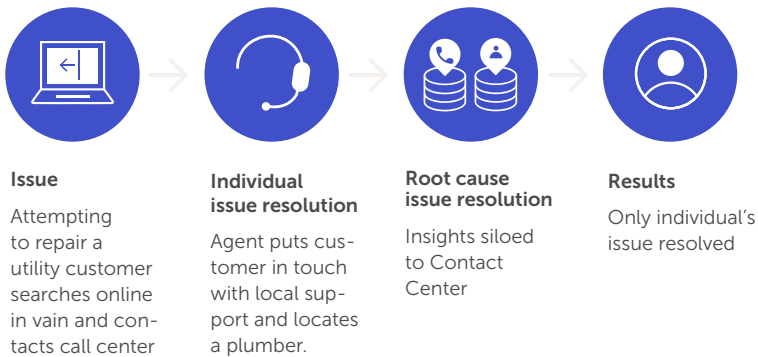 Issue
Attempting
to repair a
utility customer
searches online
in vain and con-
tacts call center
Individual
issue resolution
Agent puts cus-
tomer in touch
with local sup-
port and locates
a plumber.
Root cause
issue resolution
Insights siloed
to Contact
Center
Results
Only individual’s
issue resolved